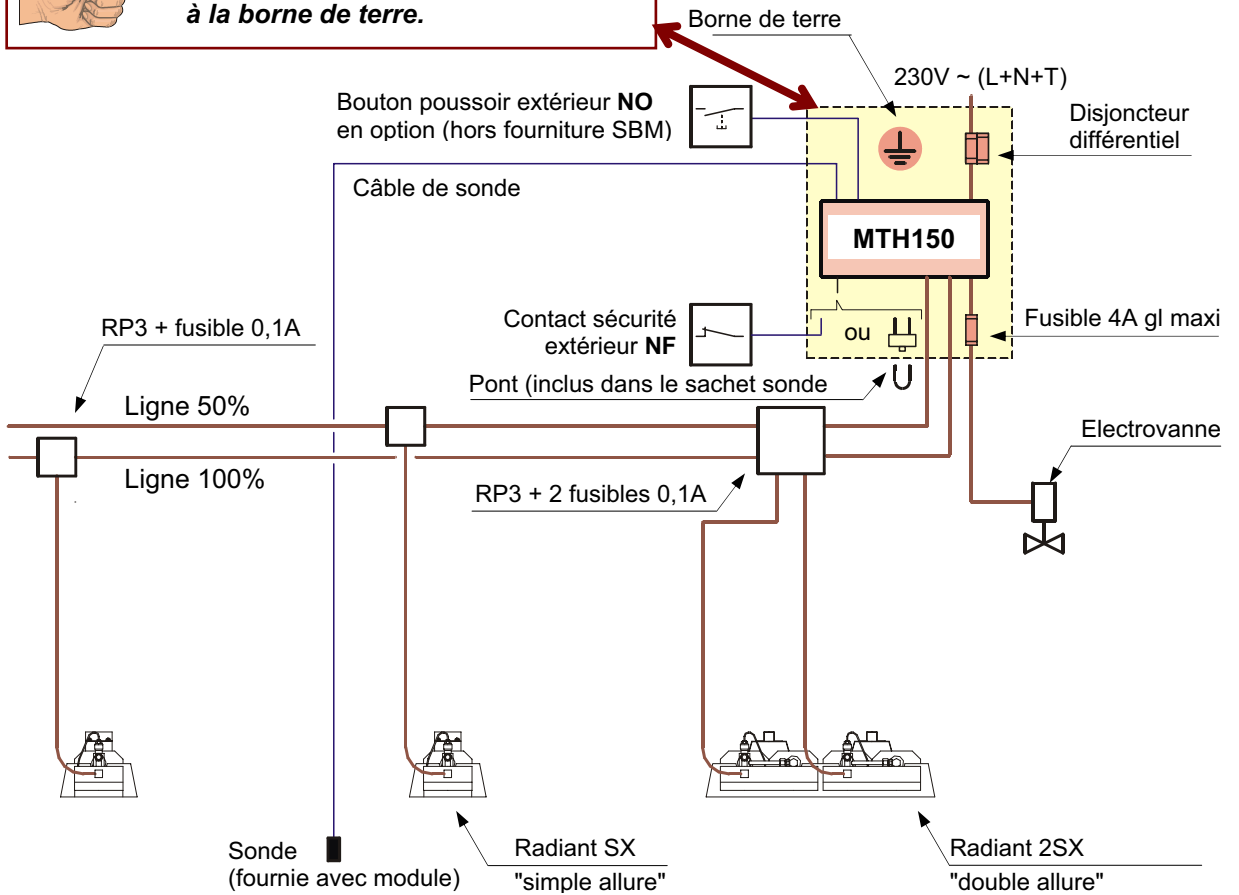 à la borne de terre.
Borne de terre
230V ~ (L+N+T)
Bouton poussoir extérieur NO
en option (hors fourniture SBM)
Disjoncteur
différentiel
Câble de sonde
MTH150
RP3 + fusible 0,1A
Contact sécurité
extérieur NF
ou
Fusible 4A gl maxi
Pont (inclus dans le sachet sonde
Ligne 50%
Electrovanne
Ligne 100%
RP3 + 2 fusibles 0,1A
Sonde
(fournie avec module)
Radiant SX
"simple allure"
Radiant 2SX
"double allure"